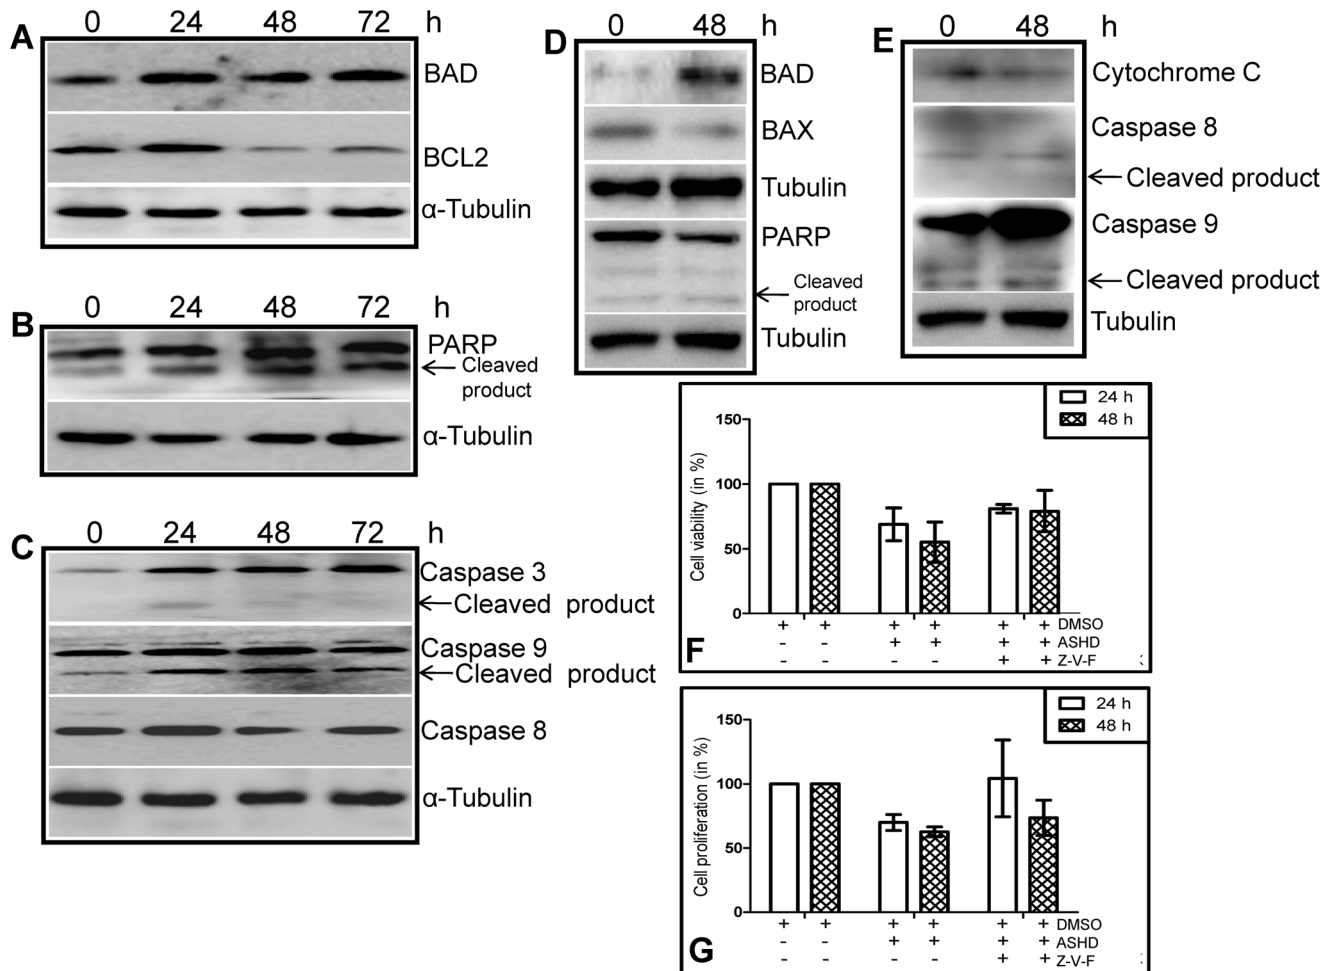 A
0 24 48 72 h
BAD
BCL2
α-Tubulin
B
0 24 48 72 h
PARP
Cleaved
product
α-Tubulin
C
0 24 48 72 h
Caspase 3
Cleaved product
Caspase 9
Cleaved product
Caspase 8
α-Tubulin
D
0 48 h
BAD
BAX
Tubulin
PARP
Cleaved
product
Tubulin
E
0 48 h
Cytochrome C
Caspase 8
Cleaved product
Caspase 9
Cleaved product
Tubulin
F
24 h
48 h
Cell viability (in %)
150
100
50
0
+ + + + + + DMSO
- - + + + + ASHD
- - - - + + Z-V-F
G
24 h
48 h
Cell proliferation (in %)
150
100
50
0
+ + + + + + DMSO
- - + + + + ASHD
- - - - + + Z-V-F